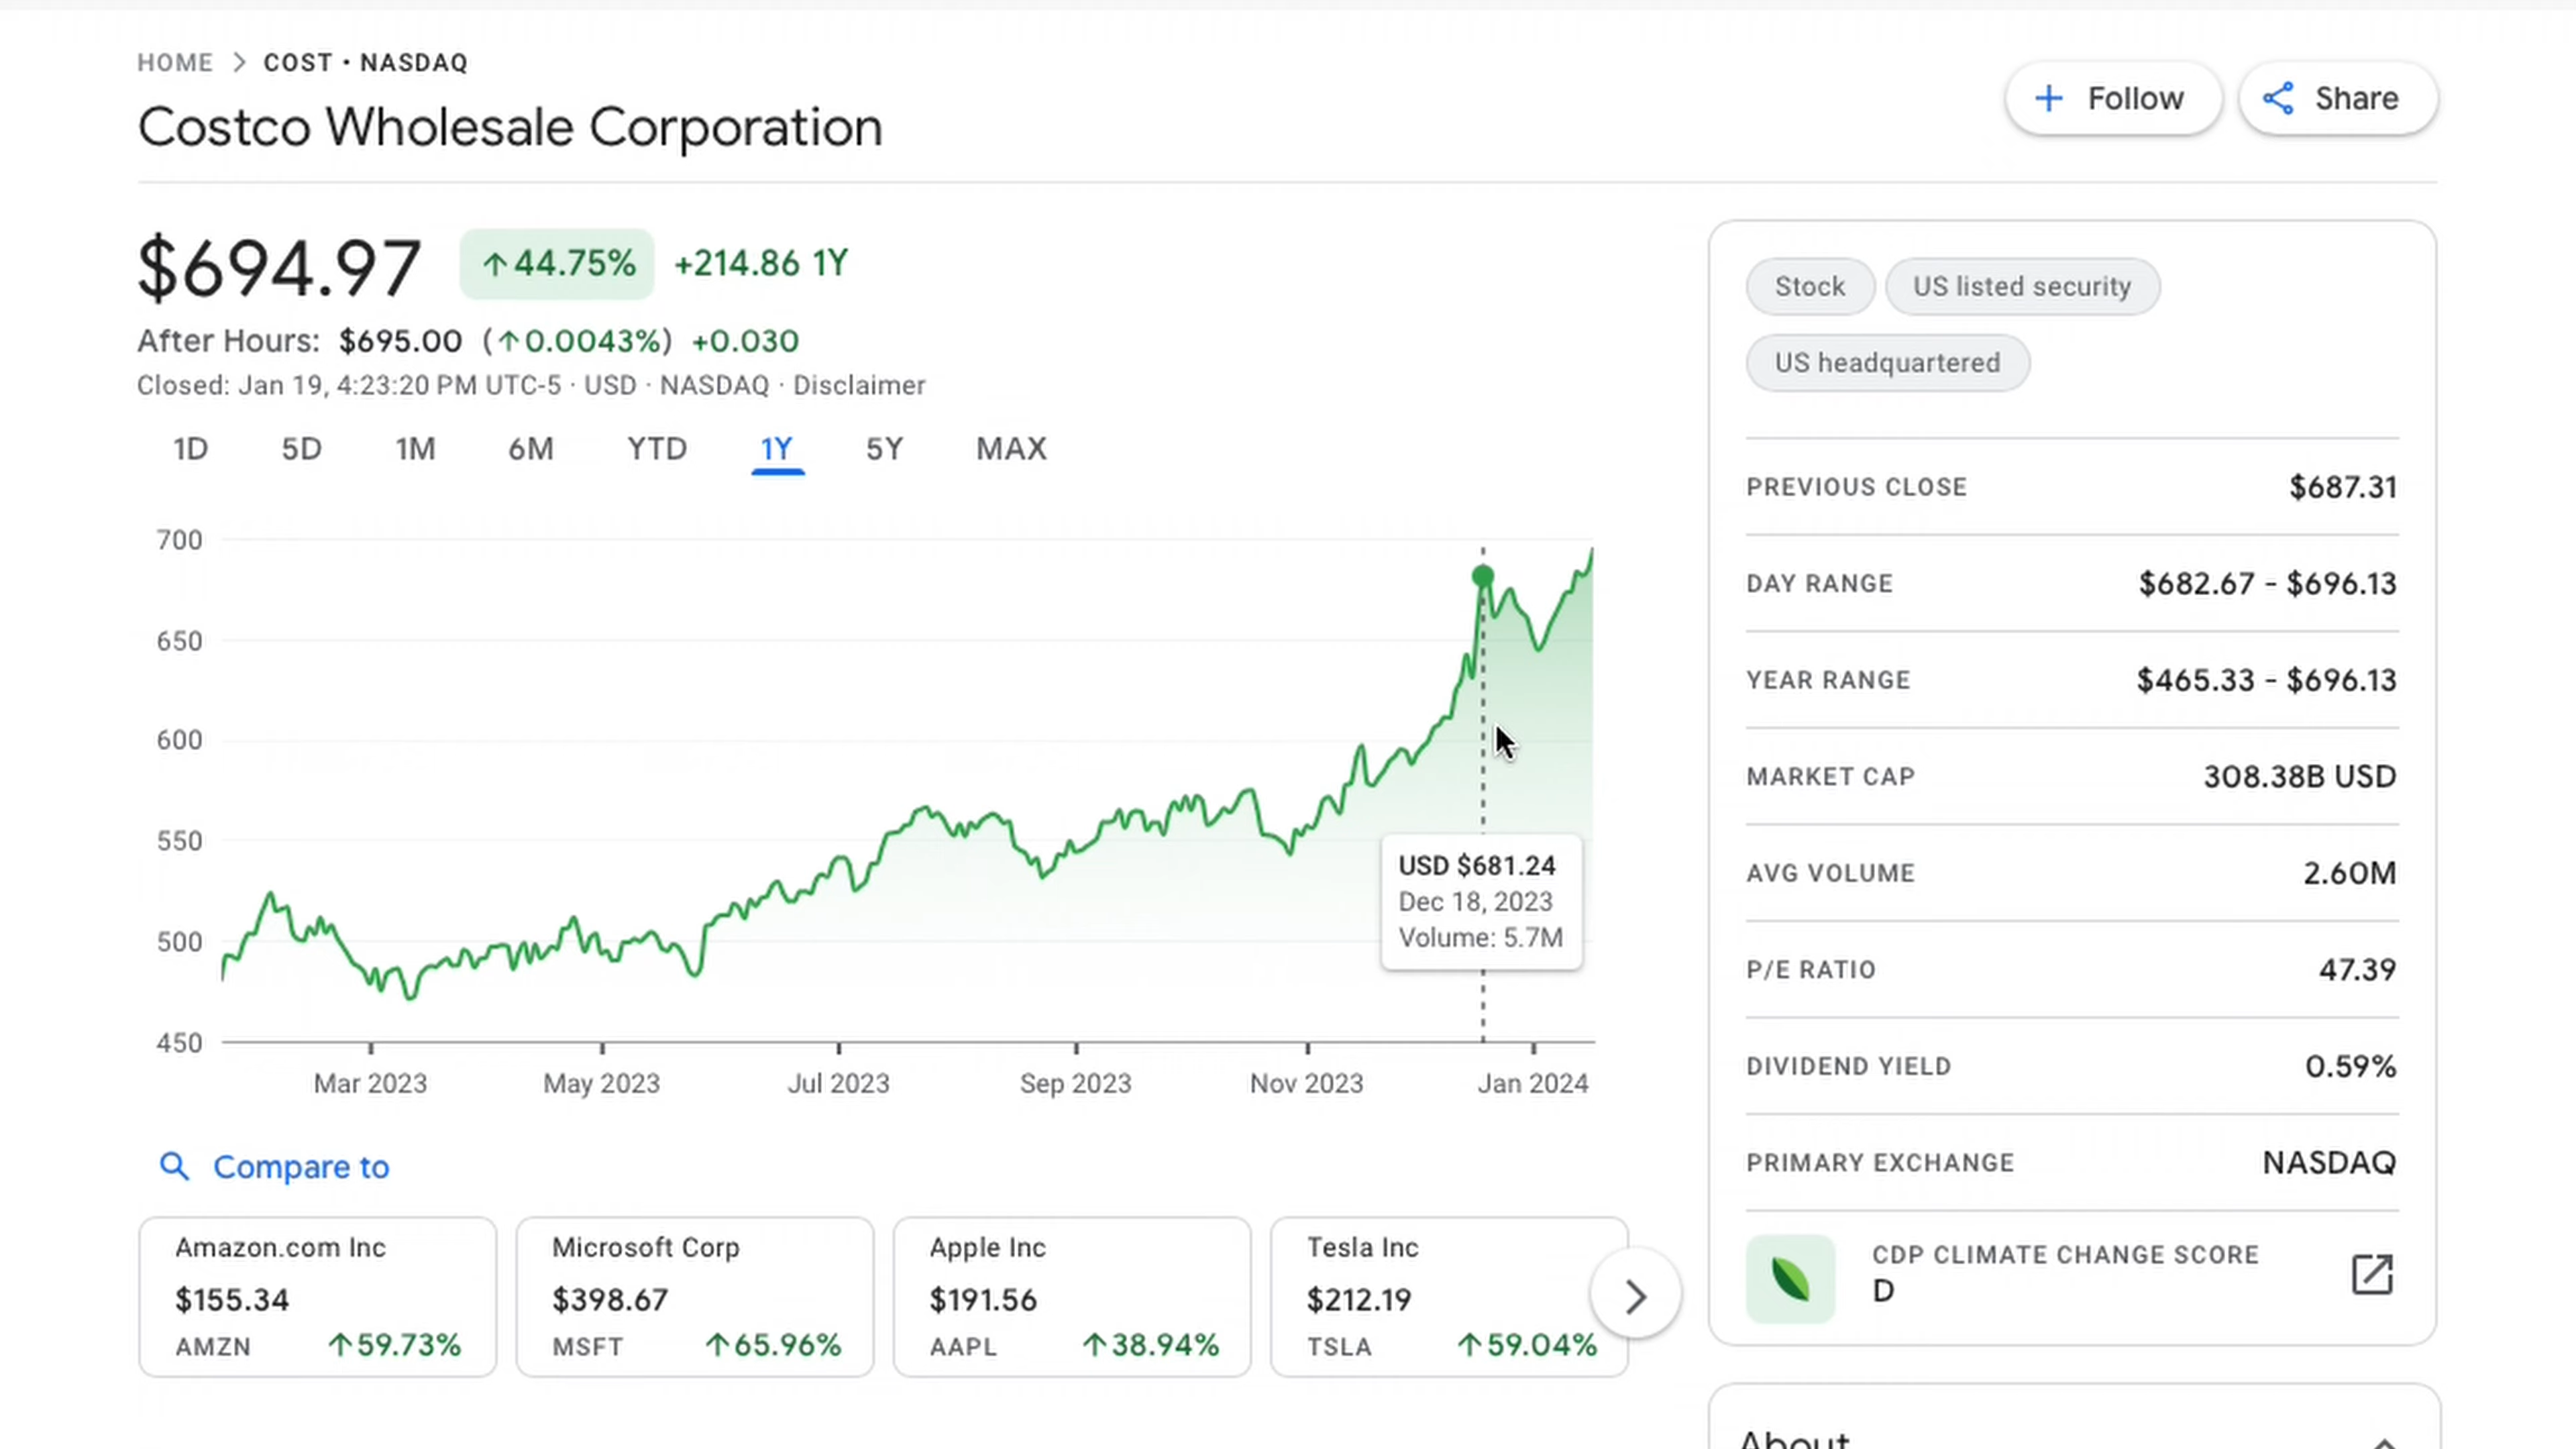 HOME > COST • NASDAQ
Costco Wholesale Corporation
+ Follow
Share
$694.97 ↑44.75% +214.86 1Y
After Hours: $695.00 (↑0.0043%) +0.030
Closed: Jan 19, 4:23:20 PM UTC-5 · USD · NASDAQ · Disclaimer
1D 5D 1M 6M YTD 1Y 5Y MAX
700
650
600
550
500
450
USD $681.24
Dec 18, 2023
Volume: 5.7M
Mar 2023 May 2023 Jul 2023 Sep 2023 Nov 2023 Jan 2024
Compare to
Amazon.com Inc
$155.34
AMZN ↑59.73%
Microsoft Corp
$398.67
MSFT ↑65.96%
Apple Inc
$191.56
AAPL ↑38.94%
Tesla Inc
$212.19
TSLA ↑59.04%
Stock US listed security
US headquartered
PREVIOUS CLOSE $687.31
DAY RANGE $682.67 - $696.13
YEAR RANGE $465.33 - $696.13
MARKET CAP 308.38B USD
AVG VOLUME 2.60M
P/E RATIO 47.39
DIVIDEND YIELD 0.59%
PRIMARY EXCHANGE NASDAQ
CDP CLIMATE CHANGE SCORE
D
About